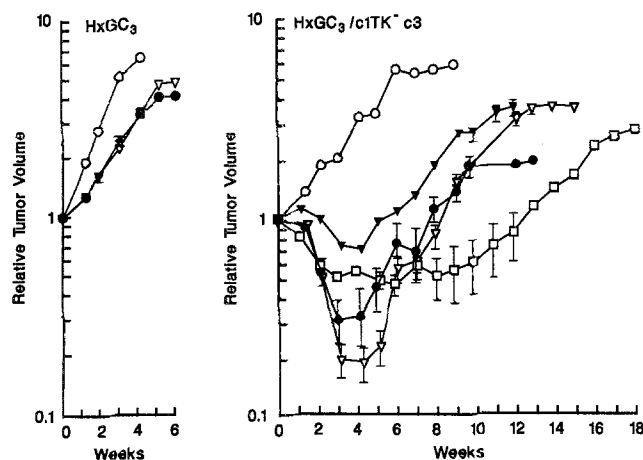 HxGC₃
10
1
0.1
Relative Tumor Volume
0 2 4 6
Weeks
HxGC₃/c1TK⁻ c3
10
1
0.1
Relative Tumor Volume
0 2 4 6 8 10 12 14 16 18
Weeks